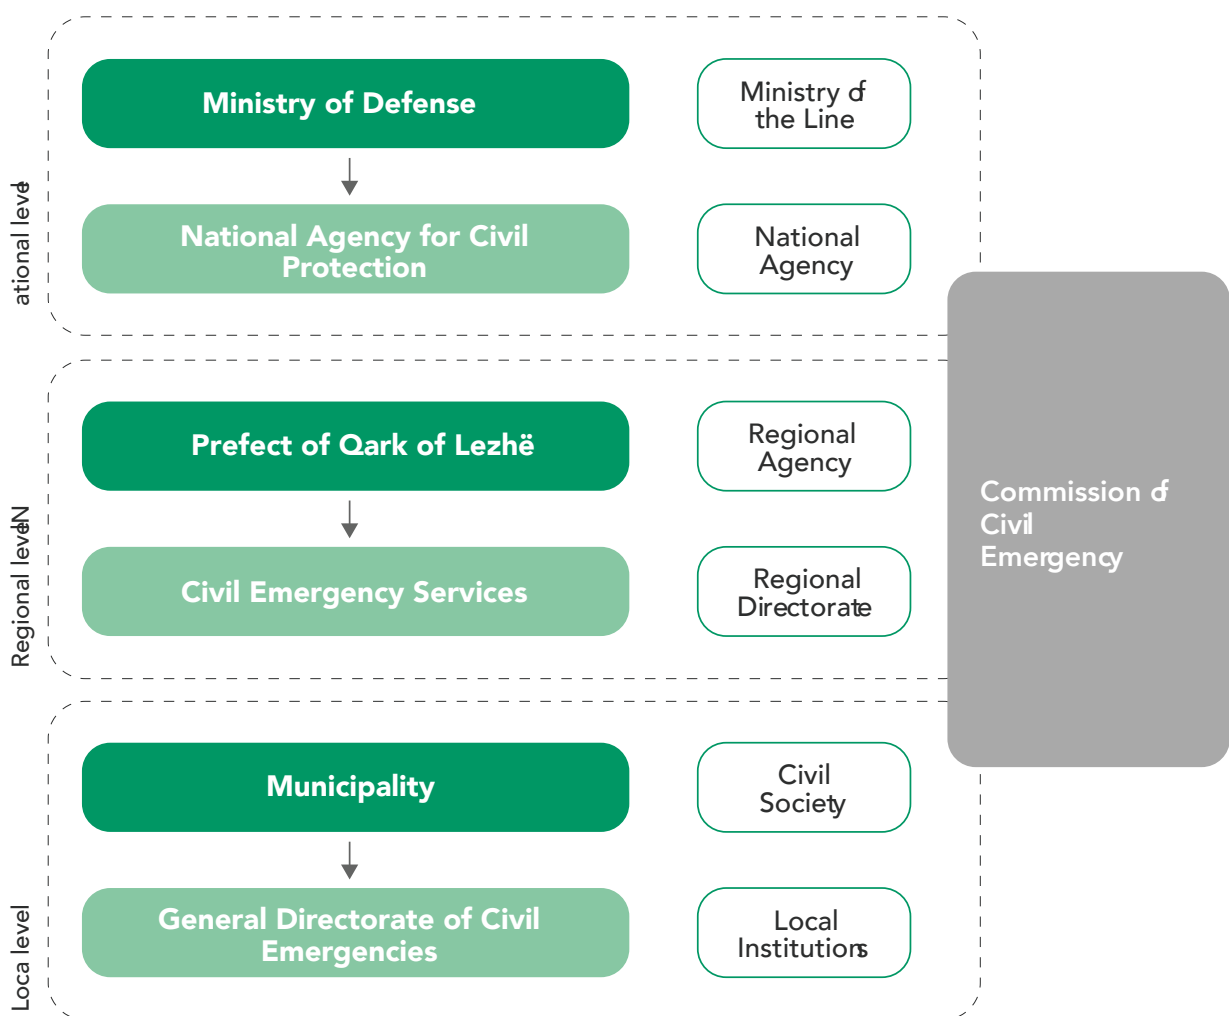 ational level
Ministry of Defense
Ministry of
the Line
National Agency for Civil
Protection
National
Agency
Regional levelN
Prefect of Qark of Lezhë
Regional
Agency
Civil Emergency Services
Regional
Directorate
Commission of
Civil
Emergency
Loca level
Municipality
Civil
Society
General Directorate of Civil
Emergencies
Local
Institutions